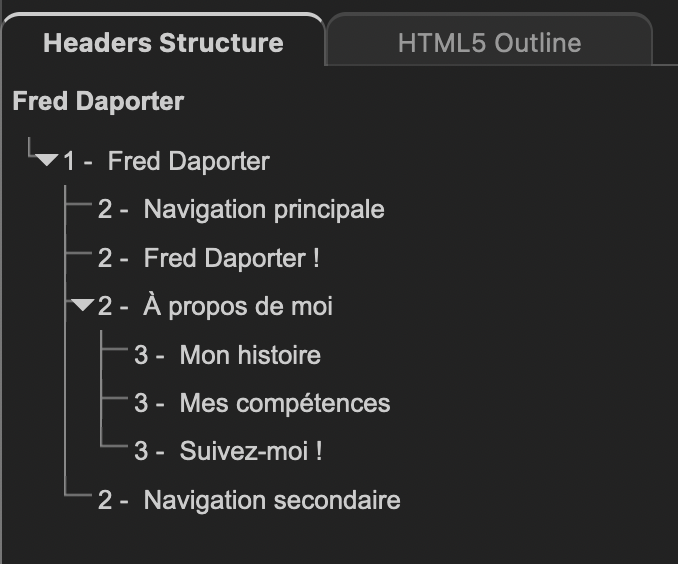 Headers Structure
HTML5 Outline
Fred Daporter
1 - Fred Daporter
2 - Navigation principale
2 - Fred Daporter !
2 - À propos de moi
3 - Mon histoire
3 - Mes compétences
3 - Suivez-moi !
2 - Navigation secondaire